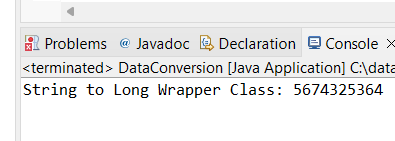 Problems @ Javadoc Declaration Console
<terminated> DataConversion [Java Application] C:\data
String to Long Wrapper Class: 5674325364